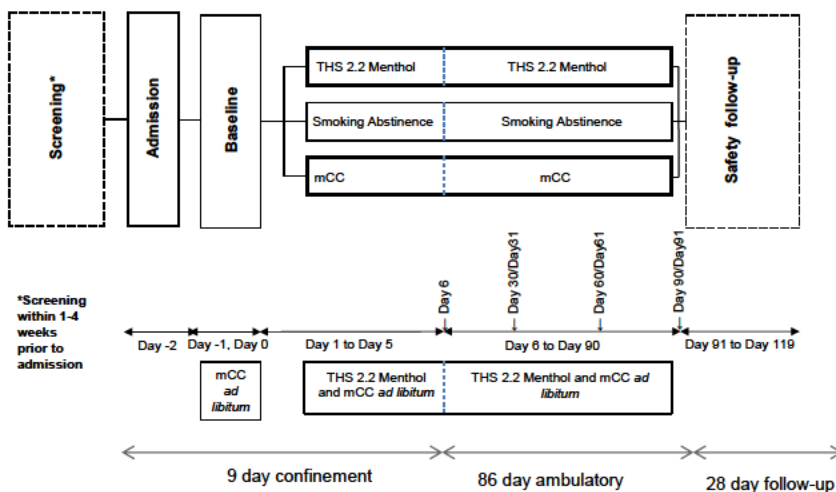 Screening*
Admission
Baseline
THS 2.2 Menthol
THS 2.2 Menthol
Smoking Abstinence
Smoking Abstinence
mCC
mCC
Safety follow-up
*Screening
within 1-4
weeks
prior to
admission
Day 6
Day 30/Day31
Day 60/Day61
Day 90/Day91
Day -2
Day -1, Day 0
Day 1 to Day 5
Day 6 to Day 90
Day 91 to Day 119
mCC
ad
libitum
THS 2.2 Menthol
and mCC ad libitum
THS 2.2 Menthol and mCC ad
libitum
9 day confinement
86 day ambulatory
28 day follow-up